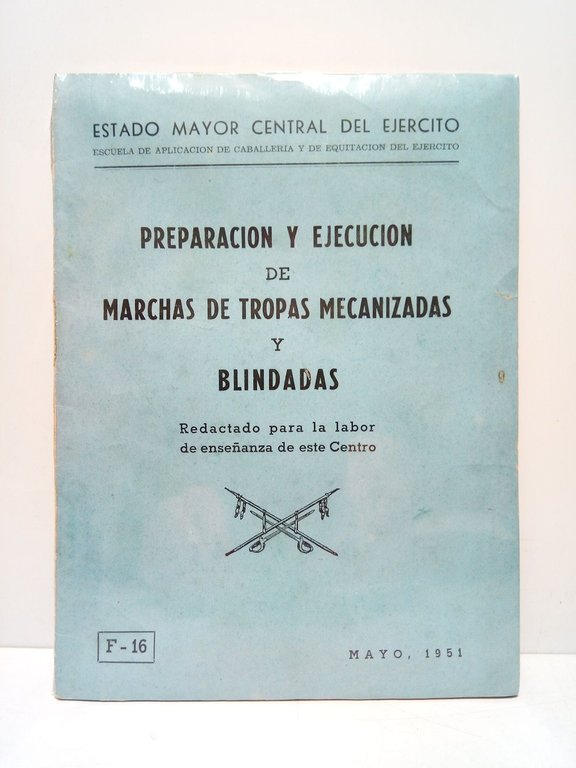 ESTADO MAYOR CENTRAL DEL EJERCITO
ESCUELA DE APLICACION DE CABALLERIA Y DE EQUITACION DEL EJERCITO
PREPARACION Y EJECUCION
DE
MARCHAS DE TROPAS MECANIZADAS
Y
BLINDADAS
Redactado para la labor
de enseñanza de este Centro
F-16
MAYO, 1951